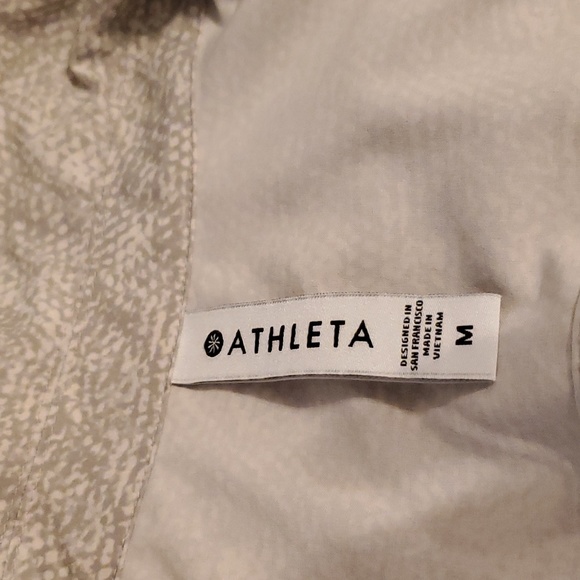 ATHLETA
DESIGNED IN
SAN FRANCISCO
MADE IN
VIETNAM
M